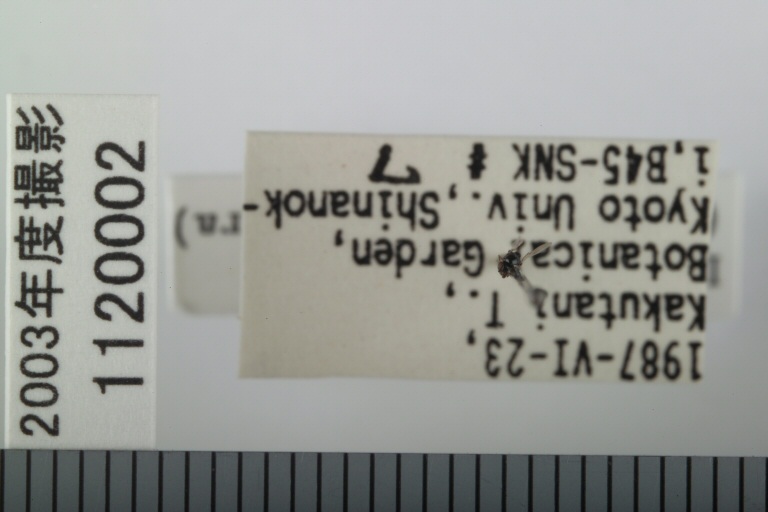 2003年度撮影
1120002
1987-VI-23,
Kakutani T.,
Botanical Garden,
Kyoto Univ., Shinanok-
i, B45-SNK # 7
ra)